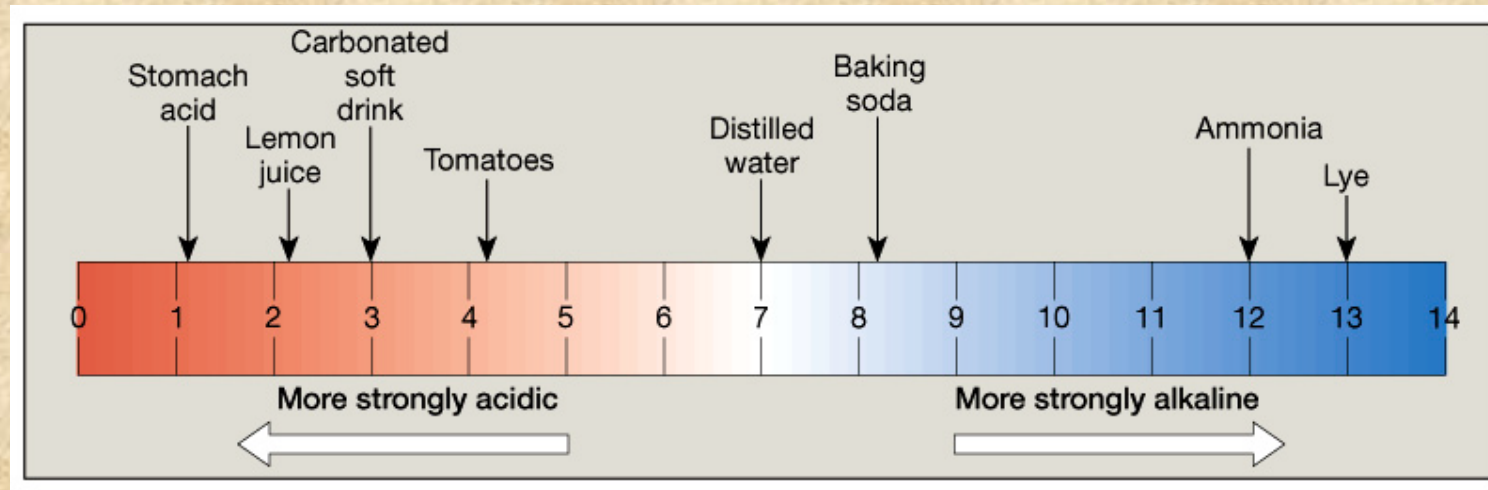 Stomach
acid
Lemon
juice
Carbonated
soft
drink
Tomatoes
Distilled
water
Baking
soda
Ammonia
Lye
0 1 2 3 4 5 6 7 8 9 10 11 12 13 14
More strongly acidic
More strongly alkaline